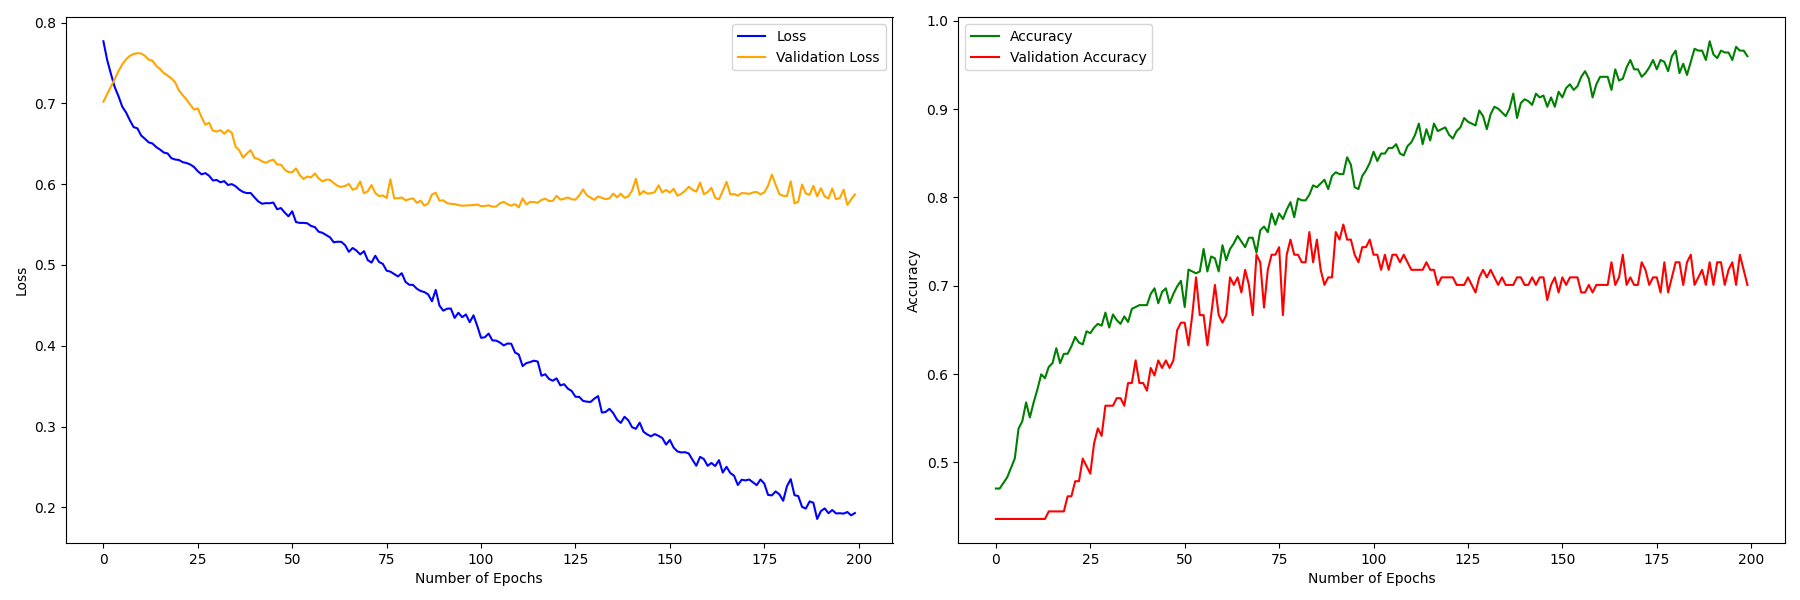 0.8
0.7
0.6
0.5
0.4
0.3
0.2
Loss
Loss
Validation Loss
0 25 50 75 100 125 150 175 200
Number of Epochs
1.0
0.9
0.8
0.7
0.6
0.5
Accuracy
Accuracy
Validation Accuracy
0 25 50 75 100 125 150 175 200
Number of Epochs